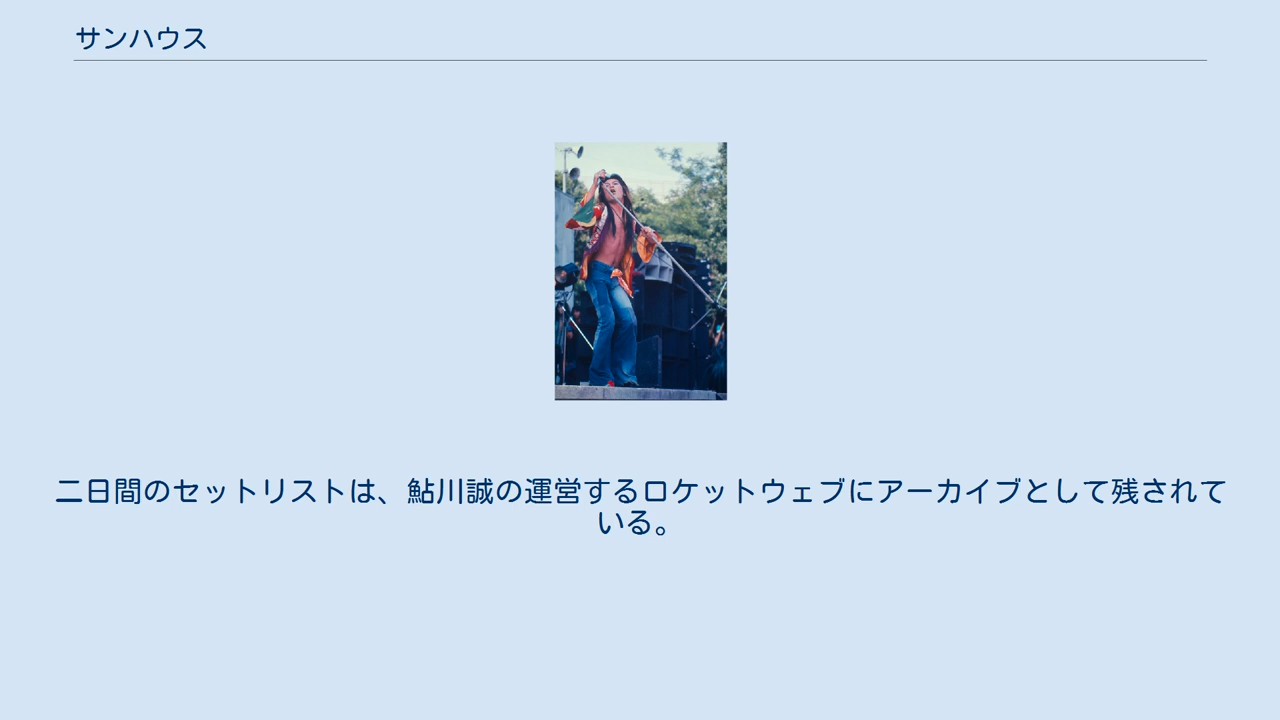 サンハウス
二日間のセットリストは、鮎川誠の運営するロケットウェブにアーカイブとして残されて
いる。